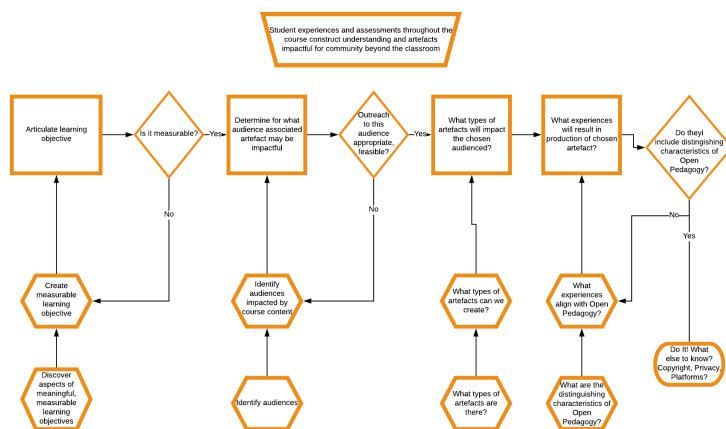 Student experiences and assessments throughout the
course construct understanding and artefacts
impactful for community beyond the classroom
Articulate learning
objective
Is it measurable?
Yes
Determine for what
audience associated
artefact may be
impactful
Outreach
to this
audience
appropriate,
feasible?
Yes
What types of
artefacts will impact
the chosen
audienced?
What experiences
will result in
production of chosen
artefact?
Do theyi
include distingishing
characteristics of
Open
Pedagogy?
No
No
No
Yes
Create
measurable
learning
objective
Identify
audiences
impacted by
course content
What types of
artefacts can we
create?
What
experiences
align with Open
Pedagogy?
Do It! What
else to know?
Copyright, Privacy,
Platforms?
Discover
aspects of
meaningful,
measurable
learning
objectives
Identify audiences
What types of
artefacts are
there?
What are the
distinguishing
characteristics of
Open
Pedagogy?